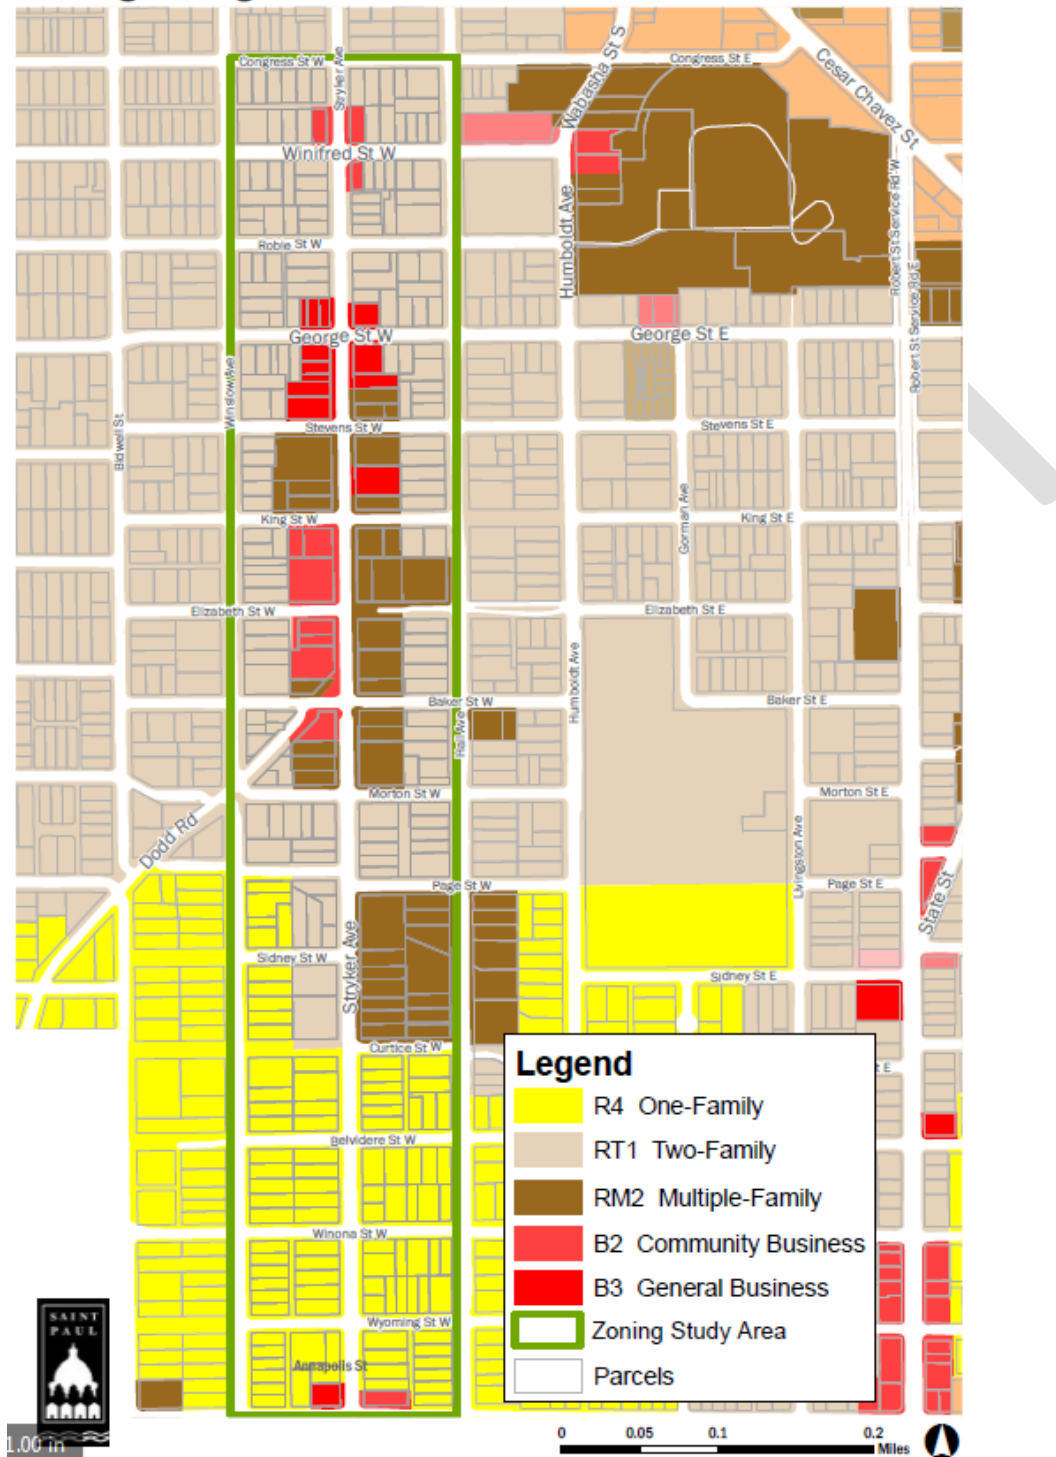 Congress St W
Stryker Ave
Wabasha St S
Congress St E
Cesar Chavez St
Winifred St W
Humboldt Ave
Robert St Service Rd W
Robie St W
Robert St Service Rd E
George St W
George St E
Winslow Ave
Bidwell St
Stevens St W
Stevens St E
Gorman Ave
King St W
King St E
Elizabeth St W
Elizabeth St E
Humboldt Ave
Baker St W
Baker St E
Hall Ave
Morton St W
Morton St E
Dodd Rd
Livingston Ave
Page St W
Page St E
State St
Stryker Ave
Sidney St W
Sidney St E
Curtice St W
t E
Belvidere St W
Winona St W
Wyoming St W
Annapolis St
Legend
R4 One-Family
RT1 Two-Family
RM2 Multiple-Family
B2 Community Business
B3 General Business
Zoning Study Area
Parcels
SAINT
PAUL
1.00 in
0 0.05 0.1 0.2
Miles